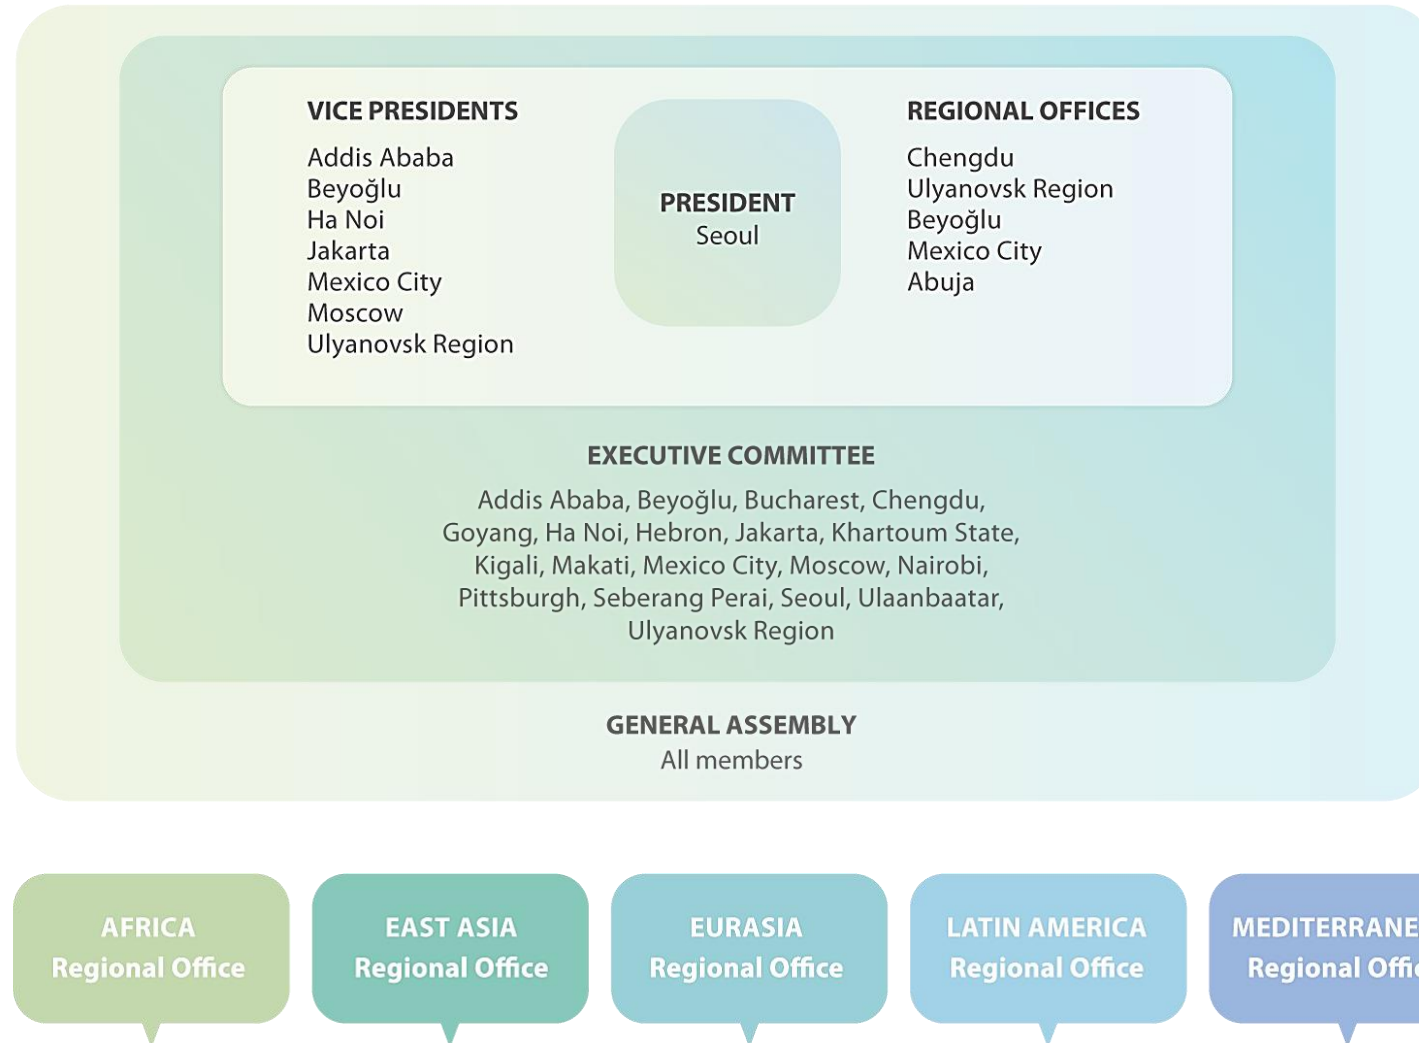 VICE PRESIDENTS
Addis Ababa
Beyoğlu
Ha Noi
Jakarta
Mexico City
Moscow
Ulyanovsk Region
PRESIDENT
Seoul
REGIONAL OFFICES
Chengdu
Ulyanovsk Region
Beyoğlu
Mexico City
Abuja
EXECUTIVE COMMITTEE
Addis Ababa, Beyoğlu, Bucharest, Chengdu,
Goyang, Ha Noi, Hebron, Jakarta, Khartoum State,
Kigali, Makati, Mexico City, Moscow, Nairobi,
Pittsburgh, Seberang Perai, Seoul, Ulaanbaatar,
Ulyanovsk Region
GENERAL ASSEMBLY
All members
AFRICA
Regional Office
EAST ASIA
Regional Office
EURASIA
Regional Office
LATIN AMERICA
Regional Office
Regional